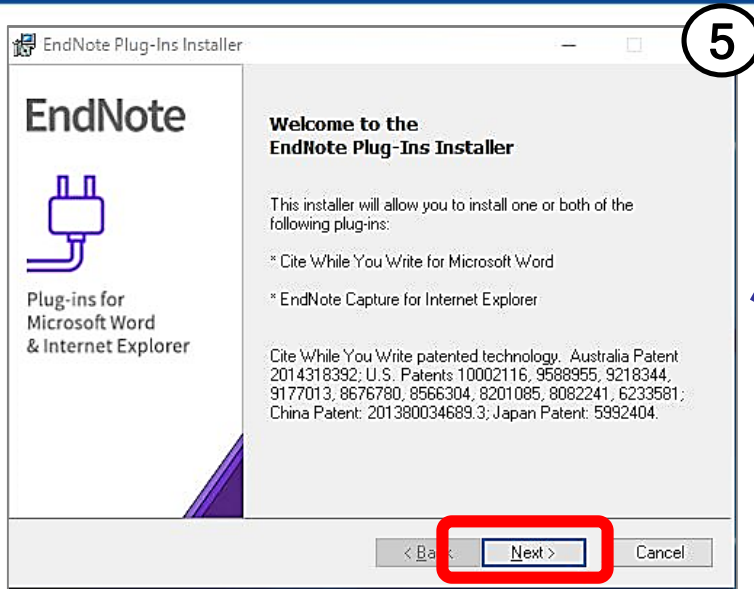 EndNote Plug-Ins Installer
5
EndNote
Plug-ins for
Microsoft Word
& Internet Explorer
Welcome to the
EndNote Plug-Ins Installer
This installer will allow you to install one or both of the
following plug-ins:
* Cite While You Write for Microsoft Word
* EndNote Capture for Internet Explorer
Cite While You Write patented technology. Australia Patent
2014318392; U.S. Patents 10002116, 9588955, 9218344,
9177013, 8676780, 8566304, 8201085, 8082241, 6233581;
China Patent: 201380034689.3; Japan Patent: 5992404.
< Ba
Next >
Cancel